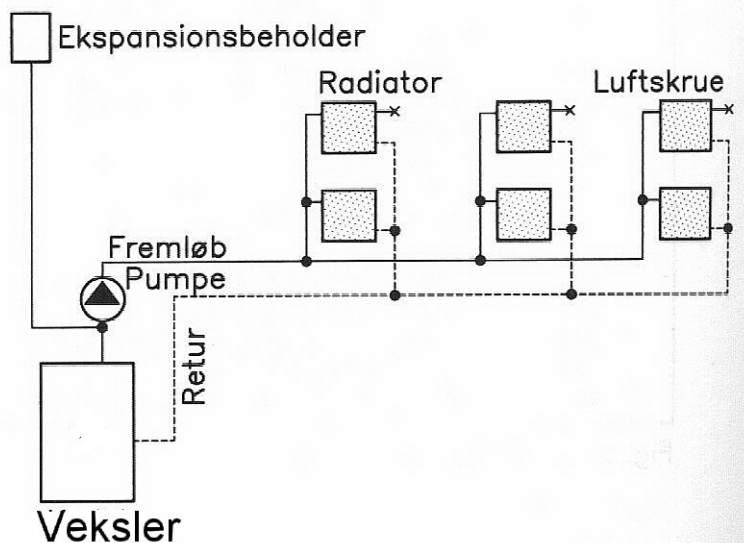 Ekspansionsbeholder
Radiator
Luftskrue
Fremløb
Pumpe
Retur
Veksler